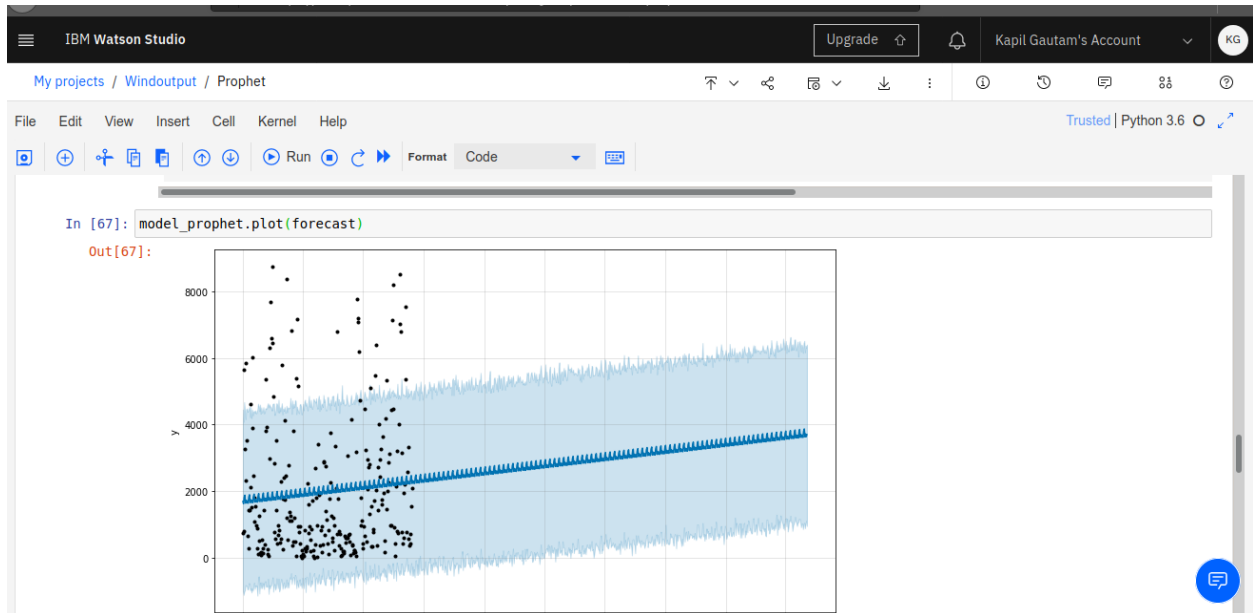 IBM Watson Studio
Upgrade
Kapil Gautam's Account
KG
My projects / Windoutput / Prophet
File Edit View Insert Cell Kernel Help
Trusted | Python 3.6
Run
Format
Code
In [67]: model_prophet.plot(forecast)
Out[67]:
8000
6000
4000
2000
0
y